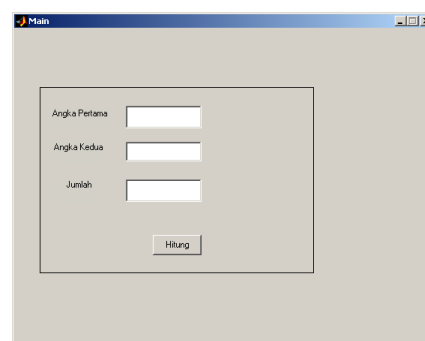 Main
Angka Pertama
Angka Kedua
Jumlah
Hitung